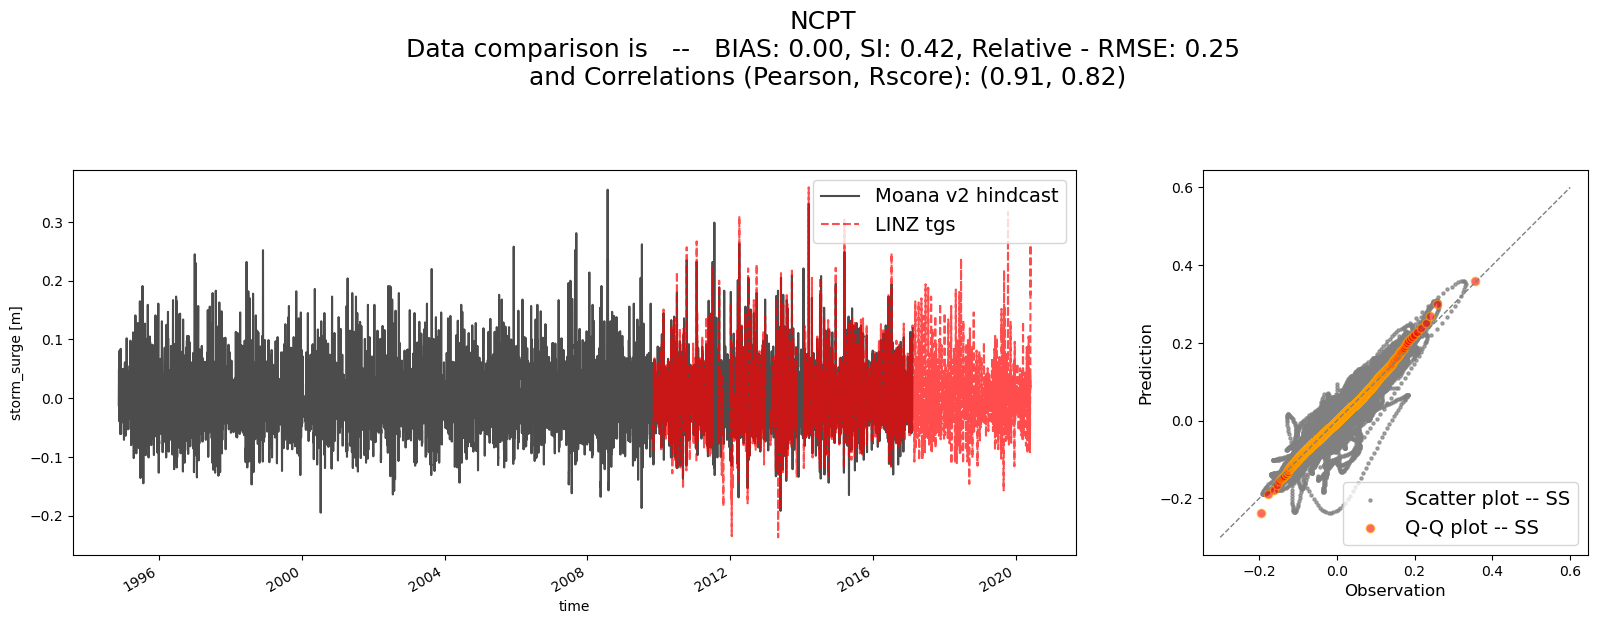 NCPT
Data comparison is -- BIAS: 0.00, SI: 0.42, Relative - RMSE: 0.25
and Correlations (Pearson, Rscore): (0.91, 0.82)
Moana v2 hindcast
LINZ tgs
storm_surge [m]
0.3
0.2
0.1
0.0
−0.1
−0.2
1996
2000
2004
2008
2012
2016
2020
time
Prediction
0.6
0.4
0.2
0.0
−0.2
Scatter plot -- SS
Q-Q plot -- SS
−0.2
0.0
0.2
0.4
0.6
Observation